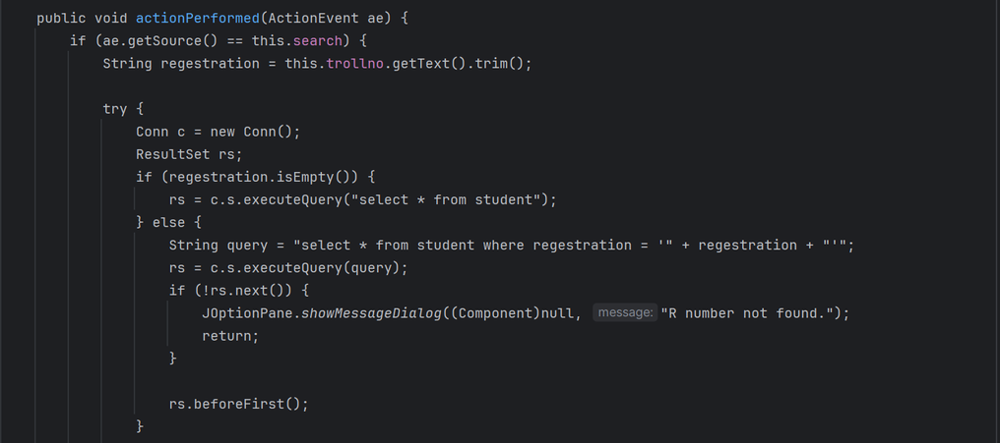 public void actionPerformed(ActionEvent ae) {
if (ae.getSource() == this.search) {
String regestration = this.trollno.getText().trim();
try {
Conn c = new Conn();
ResultSet rs;
if (regestration.isEmpty()) {
rs = c.s.executeQuery("select * from student");
} else {
String query = "select * from student where regestration = '" + regestration + "'";
rs = c.s.executeQuery(query);
if (!rs.next()) {
JOptionPane.showMessageDialog((Component)null, message: "R number not found.");
return;
}
rs.beforeFirst();
}